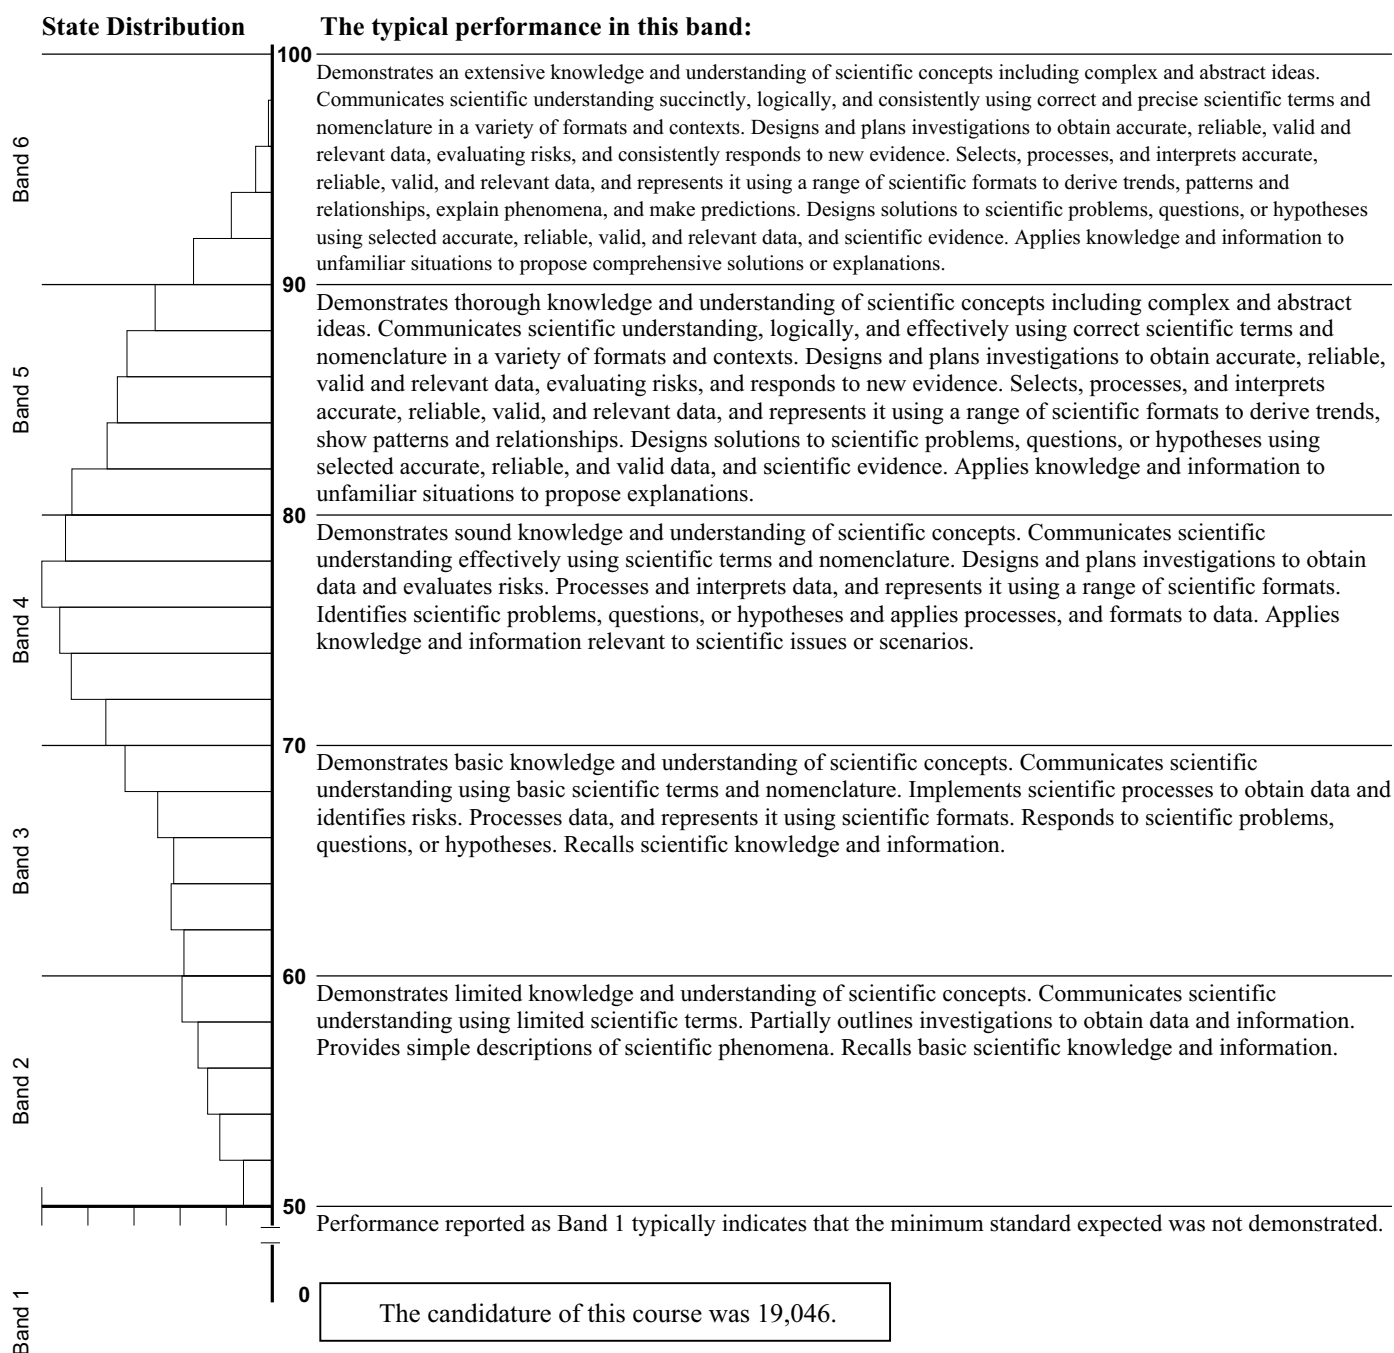 State Distribution
The typical performance in this band:
100
Band 6
Demonstrates an extensive knowledge and understanding of scientific concepts including complex and abstract ideas.
Communicates scientific understanding succinctly, logically, and consistently using correct and precise scientific terms and
nomenclature in a variety of formats and contexts. Designs and plans investigations to obtain accurate, reliable, valid and
relevant data, evaluating risks, and consistently responds to new evidence. Selects, processes, and interprets accurate,
reliable, valid, and relevant data, and represents it using a range of scientific formats to derive trends, patterns and
relationships, explain phenomena, and make predictions. Designs solutions to scientific problems, questions, or hypotheses
using selected accurate, reliable, valid, and relevant data, and scientific evidence. Applies knowledge and information to
unfamiliar situations to propose comprehensive solutions or explanations.
90
Band 5
Demonstrates thorough knowledge and understanding of scientific concepts including complex and abstract
ideas. Communicates scientific understanding, logically, and effectively using correct scientific terms and
nomenclature in a variety of formats and contexts. Designs and plans investigations to obtain accurate, reliable,
valid and relevant data, evaluating risks, and responds to new evidence. Selects, processes, and interprets
accurate, reliable, valid, and relevant data, and represents it using a range of scientific formats to derive trends,
show patterns and relationships. Designs solutions to scientific problems, questions, or hypotheses using
selected accurate, reliable, and valid data, and scientific evidence. Applies knowledge and information to
unfamiliar situations to propose explanations.
80
Band 4
Demonstrates sound knowledge and understanding of scientific concepts. Communicates scientific
understanding effectively using scientific terms and nomenclature. Designs and plans investigations to obtain
data and evaluates risks. Processes and interprets data, and represents it using a range of scientific formats.
Identifies scientific problems, questions, or hypotheses and applies processes, and formats to data. Applies
knowledge and information relevant to scientific issues or scenarios.
70
Band 3
Demonstrates basic knowledge and understanding of scientific concepts. Communicates scientific
understanding using basic scientific terms and nomenclature. Implements scientific processes to obtain data and
identifies risks. Processes data, and represents it using scientific formats. Responds to scientific problems,
questions, or hypotheses. Recalls scientific knowledge and information.
60
Band 2
Demonstrates limited knowledge and understanding of scientific concepts. Communicates scientific
understanding using limited scientific terms. Partially outlines investigations to obtain data and information.
Provides simple descriptions of scientific phenomena. Recalls basic scientific knowledge and information.
50
Performance reported as Band 1 typically indicates that the minimum standard expected was not demonstrated.
0
Band 1
The candidature of this course was 19,046.